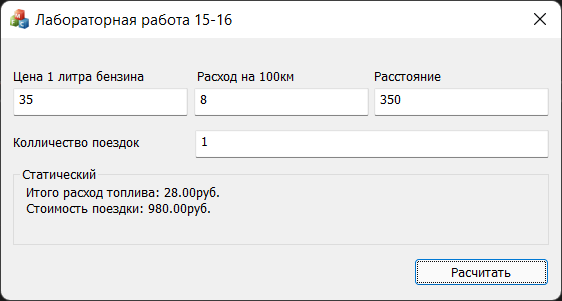 Лабораторная работа 15-16
Цена 1 литра бензина Расход на 100км Расстояние
35 8 350
Колличество поездок 1
Статический
Итого расход топлива: 28.00руб.
Стоимость поездки: 980.00руб.
Расчитать